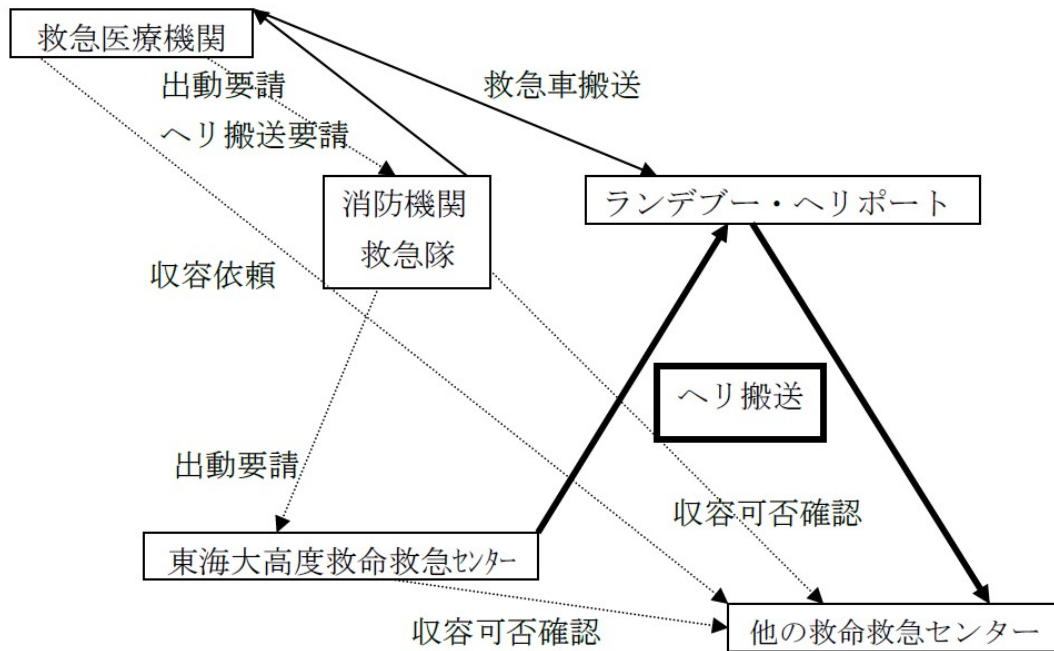 救急医療機関
出動要請
救急車搬送
ヘリ搬送要請
消防機関
救急隊
ランデブー・ヘリポート
収容依頼
ヘリ搬送
出動要請
収容可否確認
東海大高度救命救急ｾﾝﾀｰ
収容可否確認
他の救命救急センター